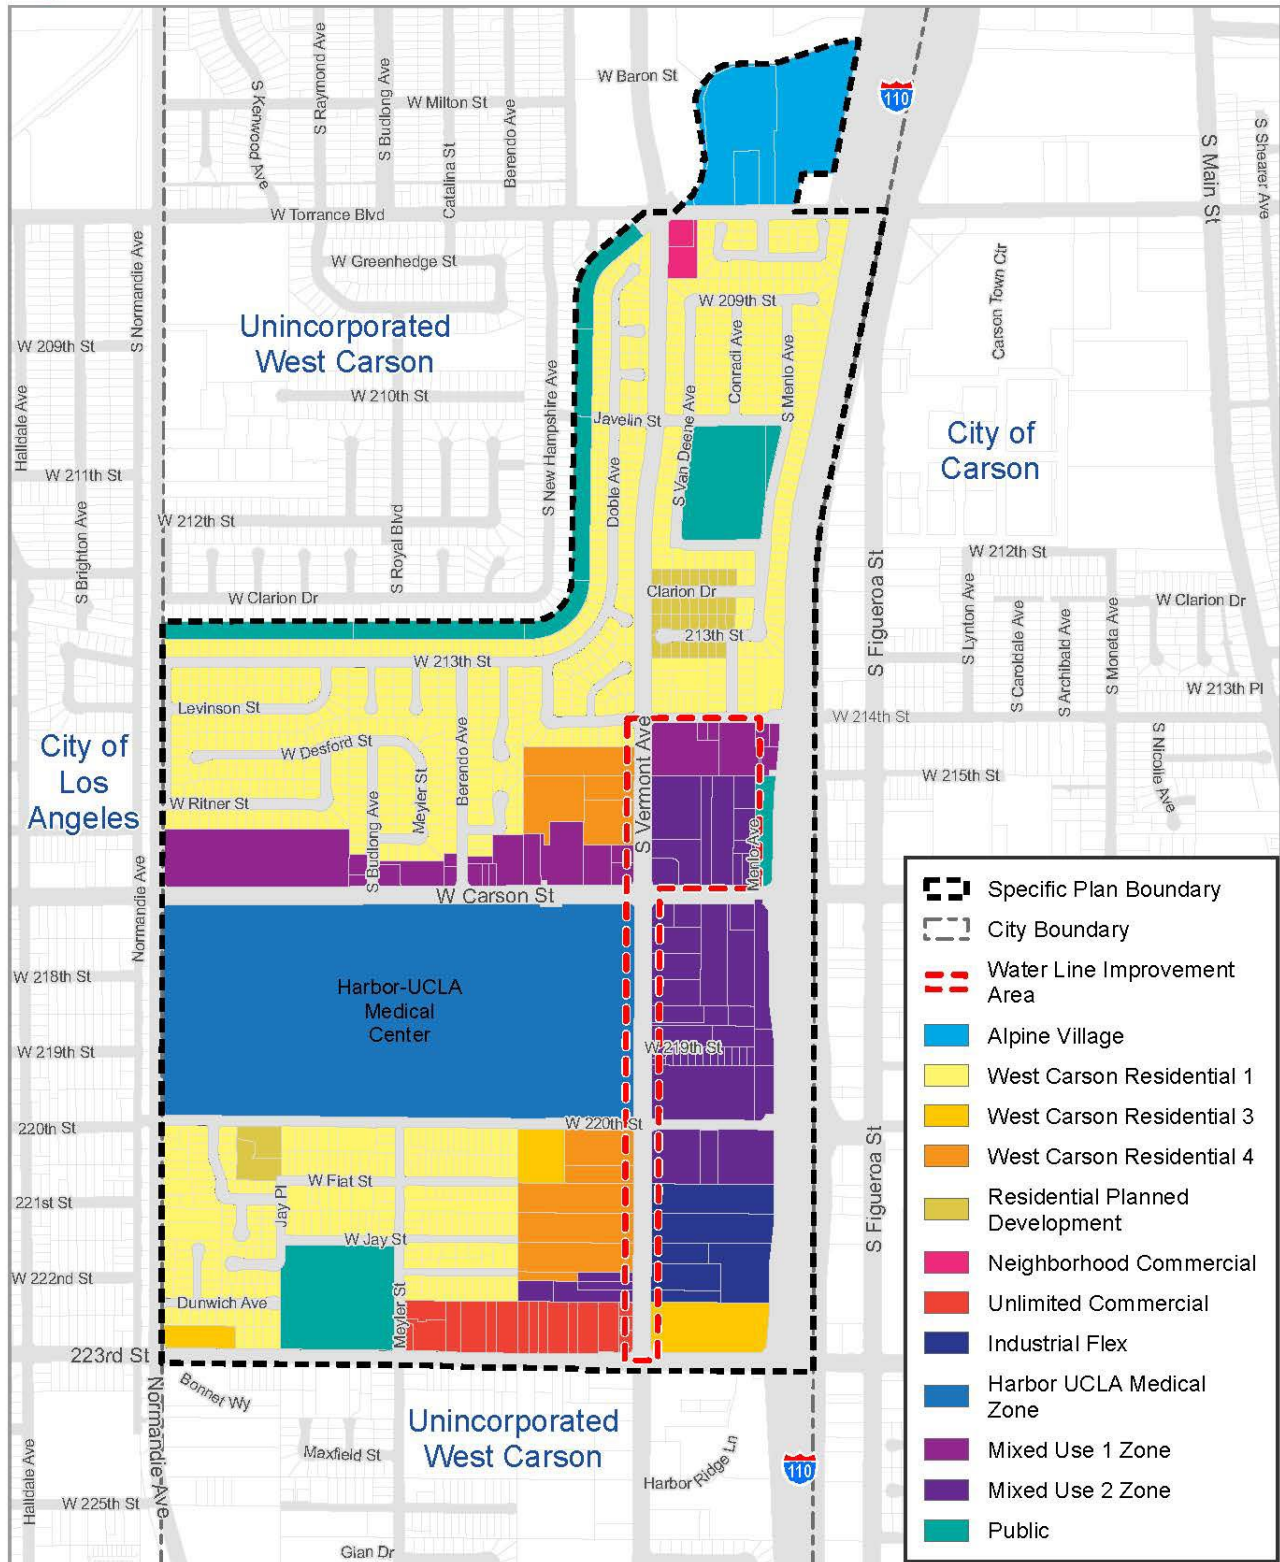 S Kenwood Ave
S Raymond Ave
S Budlong Ave
W Milton St
Catalina St
Berendo Ave
W Baron St
110
S Main St
S Shearer Ave
W Torrance Blvd
W Greenhedge St
S Normandie Ave
W 209th St
Unincorporated
West Carson
W 209th St
Conradi Ave
S Menlo Ave
Carson Town Ctr
Halldale Ave
W 210th St
S New Hampshire Ave
Javelin St
S Van Deene Ave
City of
Carson
W 211th St
S Brighton Ave
W 212th St
S Royal Blvd
Doble Ave
W Clarion Dr
Clarion Dr
213th St
S Figueroa St
W 212th St
S Lynton Ave
S Caroldale Ave
S Archibald Ave
S Moneta Ave
W Clarion Dr
W 213th Pl
W 213th St
Levinson St
W Desford St
W Ritner St
S Budlong Ave
Meyler St
Berendo Ave
S Vermont Ave
Menlo Ave
W 214th St
W 215th St
S Nicolle Ave
City of
Los
Angeles
Normandie Ave
W Carson St
W 218th St
Harbor-UCLA
Medical
Center
W 219th St
W 219th St
220th St
W 220th St
S Figueroa St
W Fiat St
Jay Pl
221st St
W Jay St
W 222nd St
Dunwich Ave
Meyler St
223rd St
Bonnet Wy
Normandie Ave
Maxfield St
Unincorporated
West Carson
Harbor Ridge Ln
110
Halldale Ave
W 225th St
Gian Dr
Specific Plan Boundary
City Boundary
Water Line Improvement
Area
Alpine Village
West Carson Residential 1
West Carson Residential 3
West Carson Residential 4
Residential Planned
Development
Neighborhood Commercial
Unlimited Commercial
Industrial Flex
Harbor UCLA Medical
Zone
Mixed Use 1 Zone
Mixed Use 2 Zone
Public